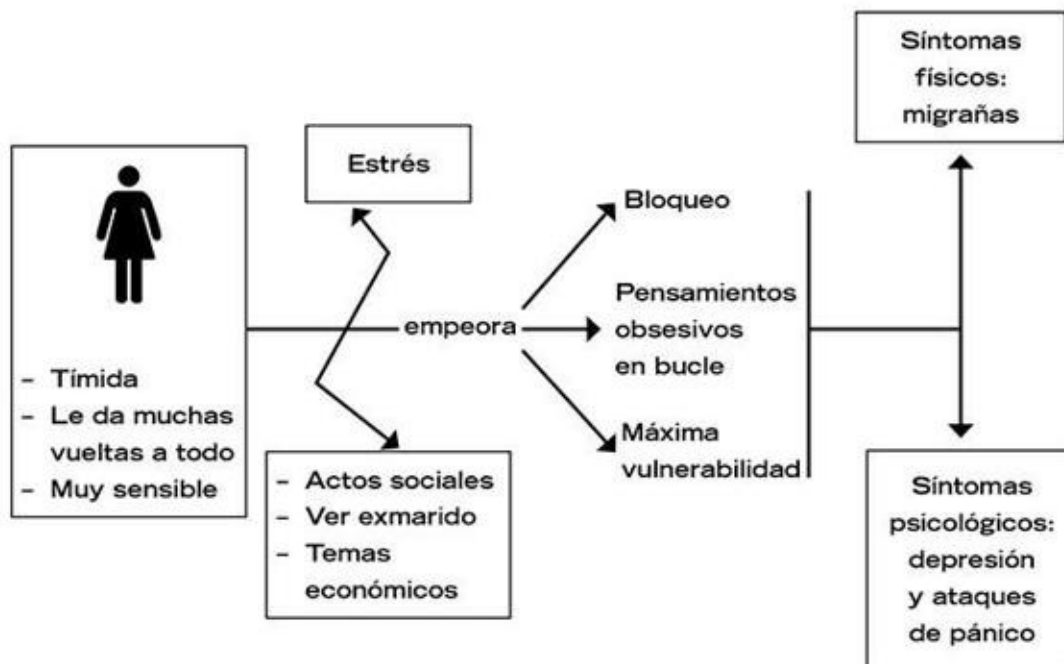 - Tímida
- Le da muchas
vueltas a todo
- Muy sensible
Estrés
- Actos sociales
- Ver exmarido
- Temas
económicos
empeora
Bloqueo
Pensamientos
obsesivos
en bucle
Máxima
vulnerabilidad
Síntomas
físicos:
migrañas
Síntomas
psicológicos:
depresión
y ataques
de pánico